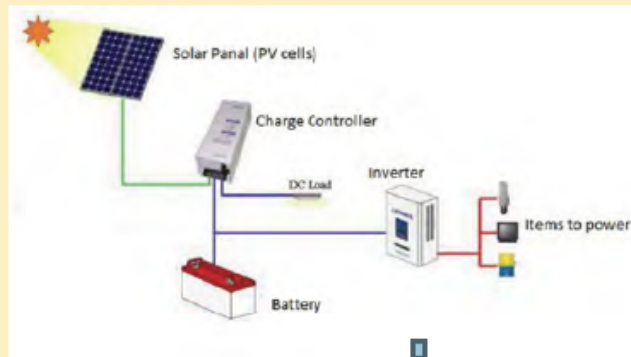 Solar Panal (PV cells)
Charge Controller
DC Load
Inverter
Items to power
Battery